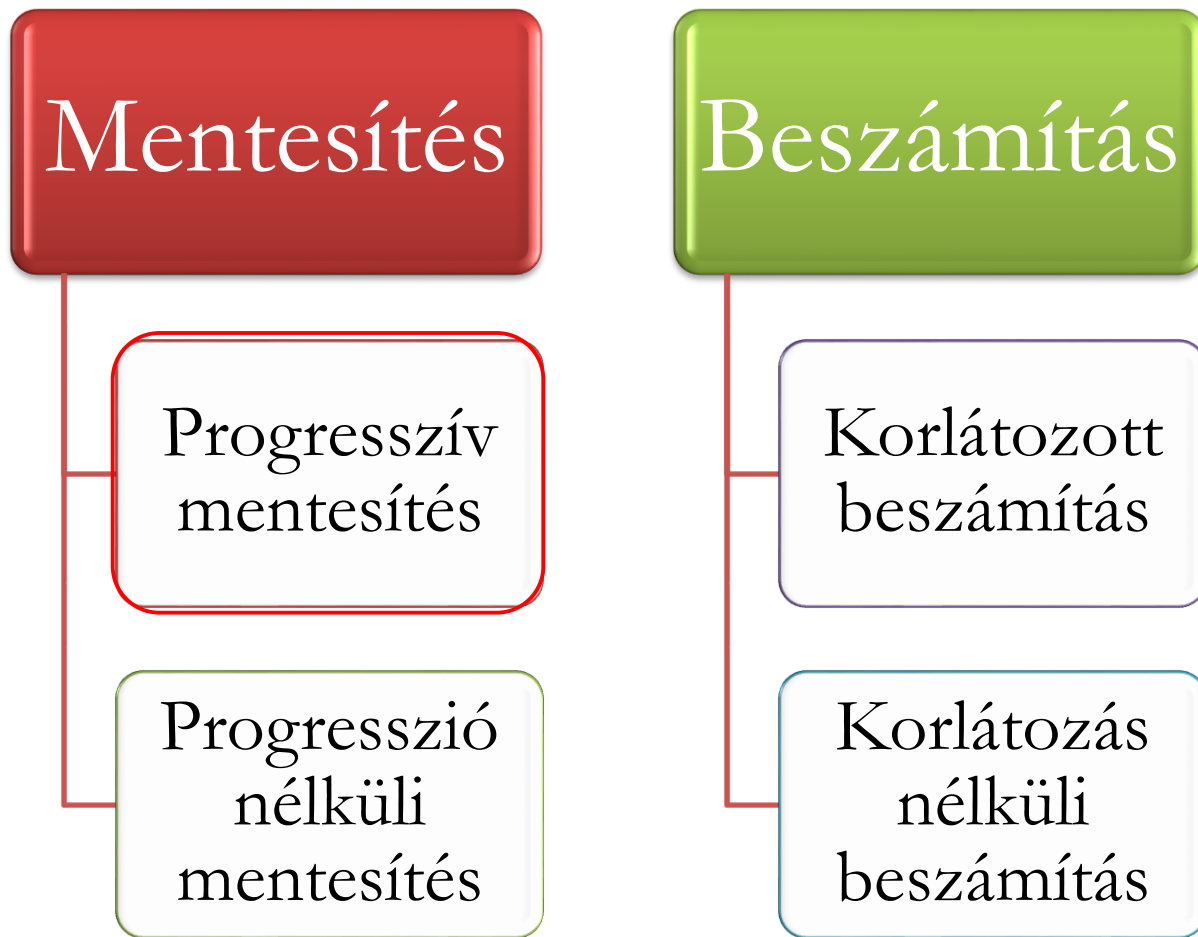 Mentesítés
Progresszív
mentesítés
Progresszió
nélküli
mentesítés
Beszámítás
Korlátozott
beszámítás
Korlátozás
nélküli
beszámítás